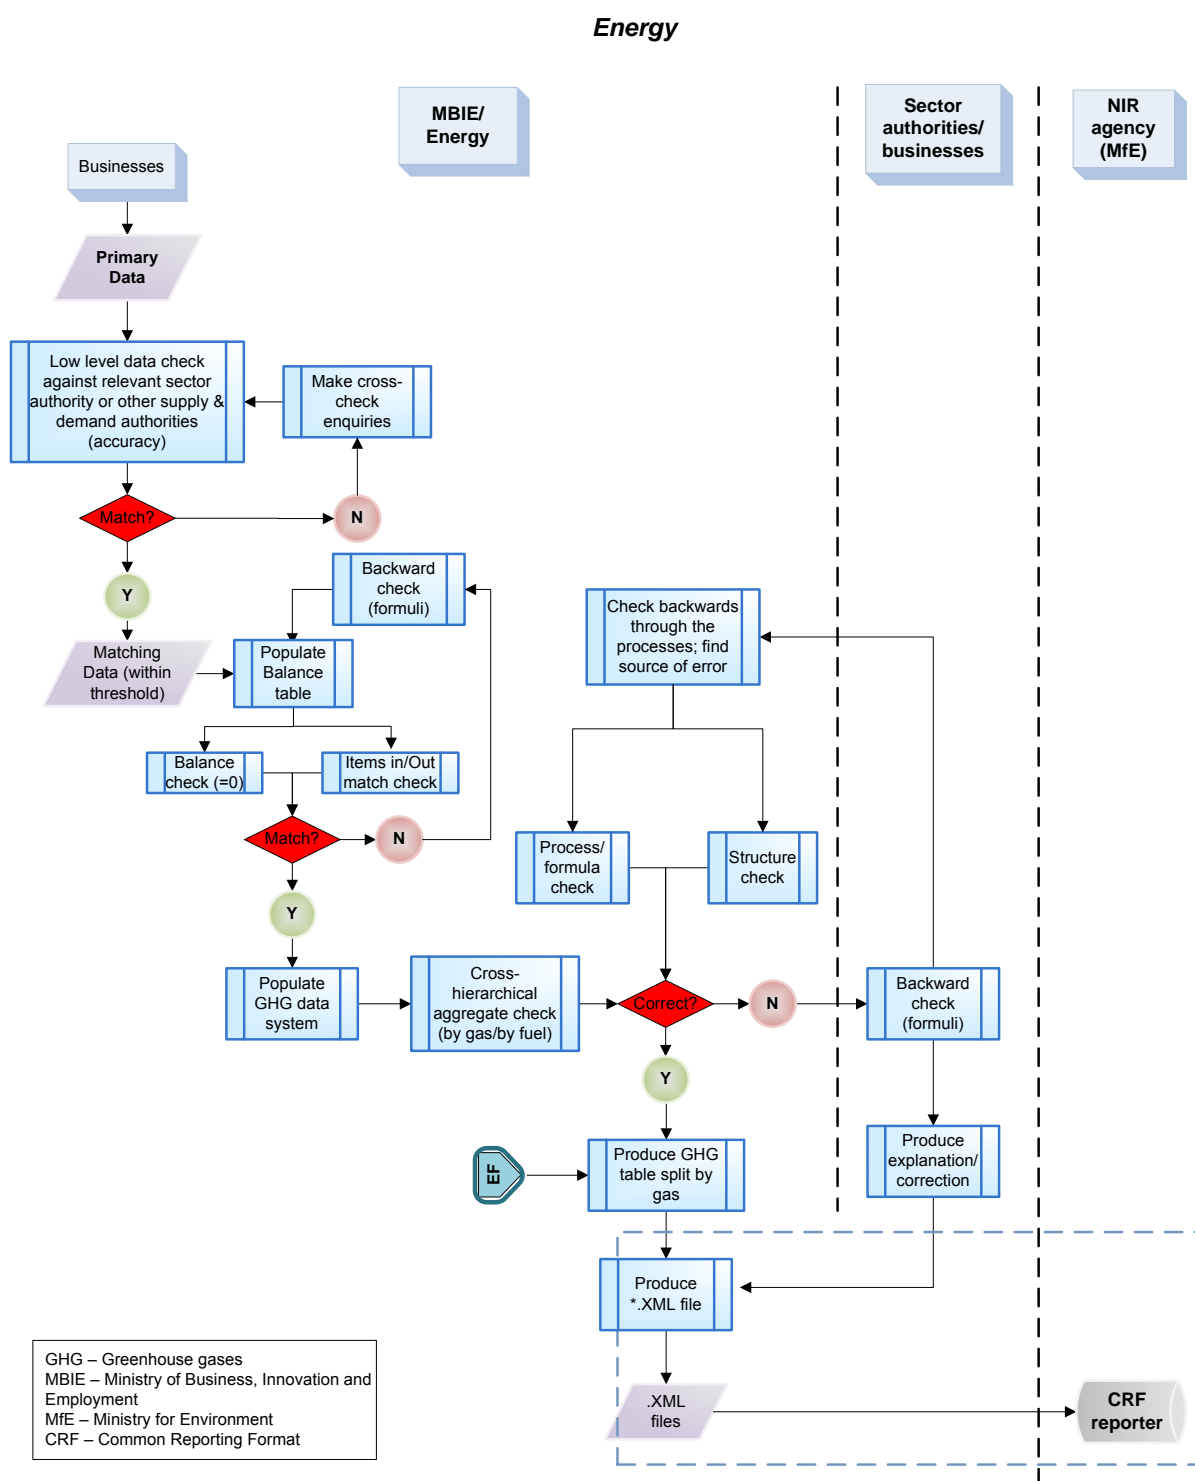 Energy
MBIE/
Energy
Sector
authorities/
businesses
NIR
agency
(MfE)
Businesses
Primary
Data
Low level data check
against relevant sector
authority or other supply &
demand authorities
(accuracy)
Make cross-
check
enquiries
Match?
N
Y
Backward
check
(formuli)
Matching
Data (within
threshold)
Populate
Balance
table
Check backwards
through the
processes; find
source of error
Balance
check (=0)
Items in/Out
match check
Match?
N
Process/
formula
check
Structure
check
Y
Populate
GHG data
system
Cross-
hierarchical
aggregate check
(by gas/by fuel)
Correct?
N
Backward
check
(formuli)
Y
EF
Produce GHG
table split by
gas
Produce
explanation/
correction
Produce
*.XML file
.XML
files
CRF
reporter
GHG – Greenhouse gases
MBIE – Ministry of Business, Innovation and
Employment
MfE – Ministry for Environment
CRF – Common Reporting Format